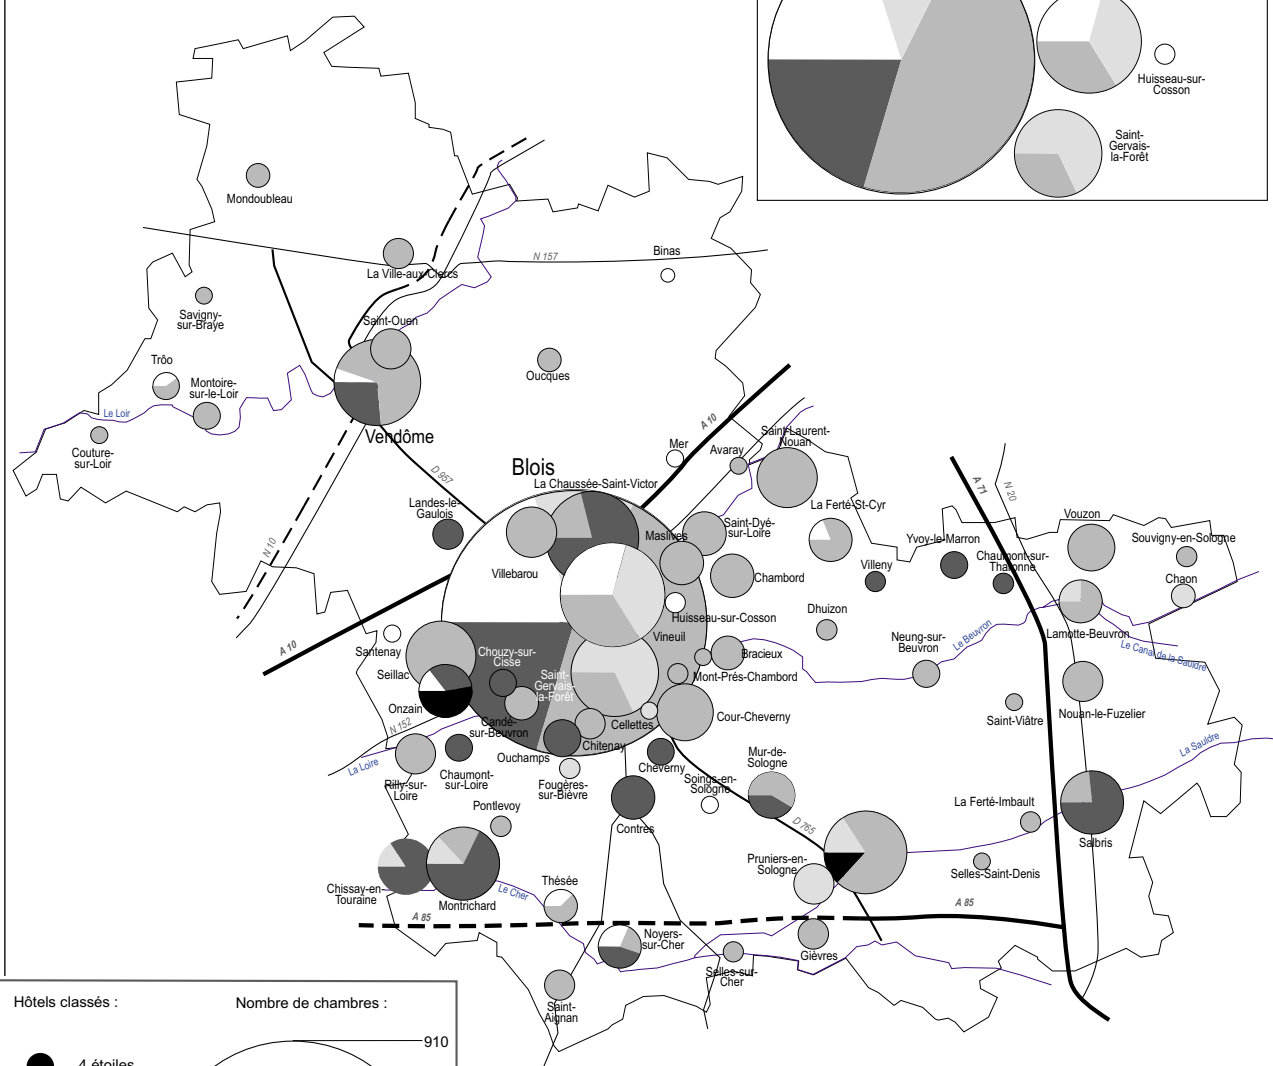 Huisseau-sur-
Cosson
Saint-
Gervais-
la-Forêt
Mondoubleau
La Ville-aux-Clercs
N 157
Binas
Savigny-
sur-Braye
Saint-Ouen
Trôo
Montoire-
sur-le-Loir
Le Loir
Couture-
sur-Loir
Oucques
Vendôme
D 957
Blois
La Chaussée-Saint-Victor
Mer
A 10
Avaray
Saint-Laurent-
Nouan
Landes-le-
Gaulois
N 10
Maslives
Saint-Dyé-
sur-Loire
La Ferté-St-Cyr
A 71
N 20
Vouzon
Yvoy-le-Marron
Souvigny-en-Sologne
Villebarou
Villeny
Chaumont-sur-
Tharonne
Chambord
Chaon
Huisseau-sur-Cosson
Dhuizon
Vineuil
Lamotte-Beuvron
Le Beuvron
Le Canal de la Sauldre
A 10
Santenay
Chouzy-sur-
Cisse
Bracieux
Neung-sur-
Beuvron
Seillac
Saint-
Gervais-
la-Forêt
Mont-Prés-Chambord
Onzain
N 152
Candé-
sur-Beuvron
Cellettes
Cour-Cheverny
Saint-Viâtre
Nouan-le-Fuzelier
La Loire
Ouchamps
Chitenay
Cheverny
Mur-de-
Sologne
La Sauldre
Rilly-sur-
Loire
Chaumont-
sur-Loire
Fougères-
sur-Bièvre
Soings-en-
Sologne
Pontlevoy
Contres
D 765
La Ferté-Imbault
Salbris
Pruniers-en-
Sologne
Selles-Saint-Denis
Chissay-en-
Touraine
Montrichard
Le Cher
Thésée
A 85
A 85
Noyers-
sur-Cher
Gièvres
Selles-sur-
Cher
Saint-
Aignan
Hôtels classés :
Nombre de chambres :
910
4 étoiles